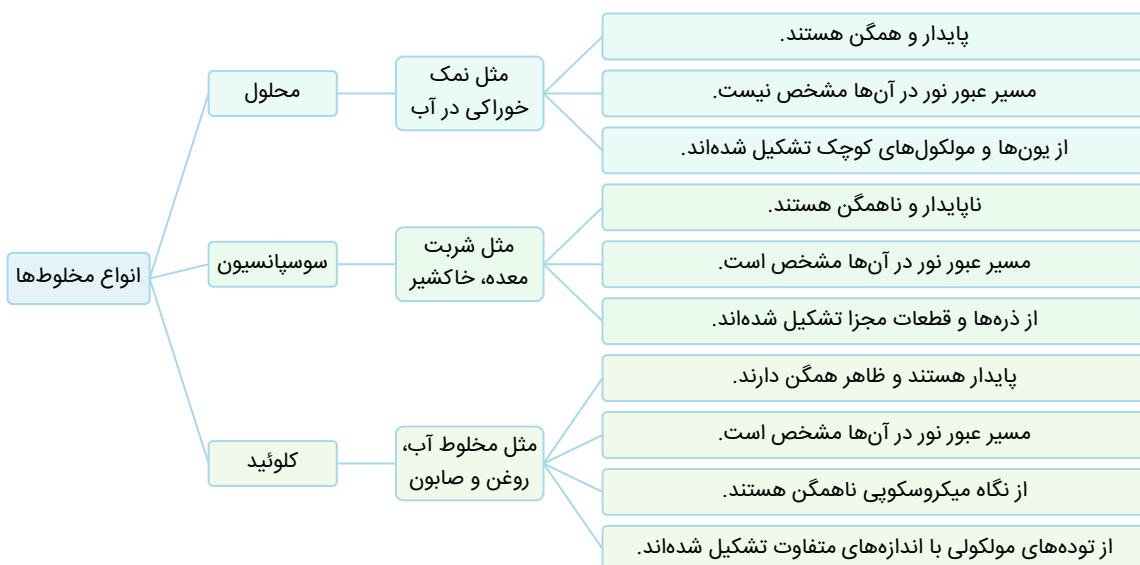 انواع مخلوط‌ها
محلول
مثل نمک
خوراکی در آب
پایدار و همگن هستند.
مسیر عبور نور در آن‌ها مشخص نیست.
از یون‌ها و مولکول‌های کوچک تشکیل شده‌اند.
سوسپانسیون
مثل شربت
معده، خاکشیر
ناپایدار و ناهمگن هستند.
مسیر عبور نور در آن‌ها مشخص است.
از ذره‌ها و قطعات مجزا تشکیل شده‌اند.
کلوئید
مثل مخلوط آب،
روغن و صابون
پایدار هستند و ظاهر همگن دارند.
مسیر عبور نور در آن‌ها مشخص است.
از نگاه میکروسکوپی ناهمگن هستند.
از توده‌های مولکولی با اندازه‌های متفاوت تشکیل شده‌اند.